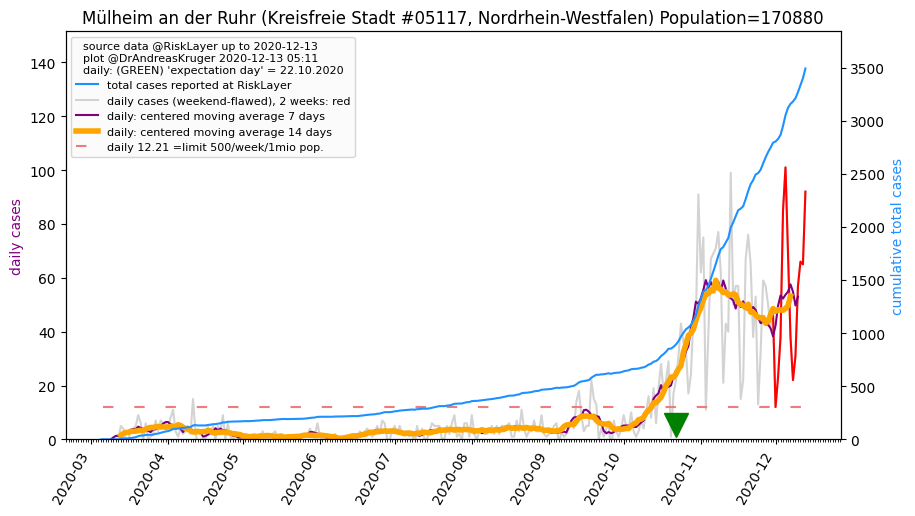 Mülheim an der Ruhr (Kreisfreie Stadt #05117, Nordrhein-Westfalen) Population=170880
source data @RiskLayer up to 2020-12-13
plot @DrAndreasKruger 2020-12-13 05:11
daily: (GREEN) 'expectation day' = 22.10.2020
total cases reported at RiskLayer
daily cases (weekend-flawed), 2 weeks: red
daily: centered moving average 7 days
daily: centered moving average 14 days
daily 12.21 =limit 500/week/1mio pop.
daily cases
140
120
100
80
60
40
20
0
cumulative total cases
3500
3000
2500
2000
1500
1000
500
0
2020-03
2020-04
2020-05
2020-06
2020-07
2020-08
2020-09
2020-10
2020-11
2020-12